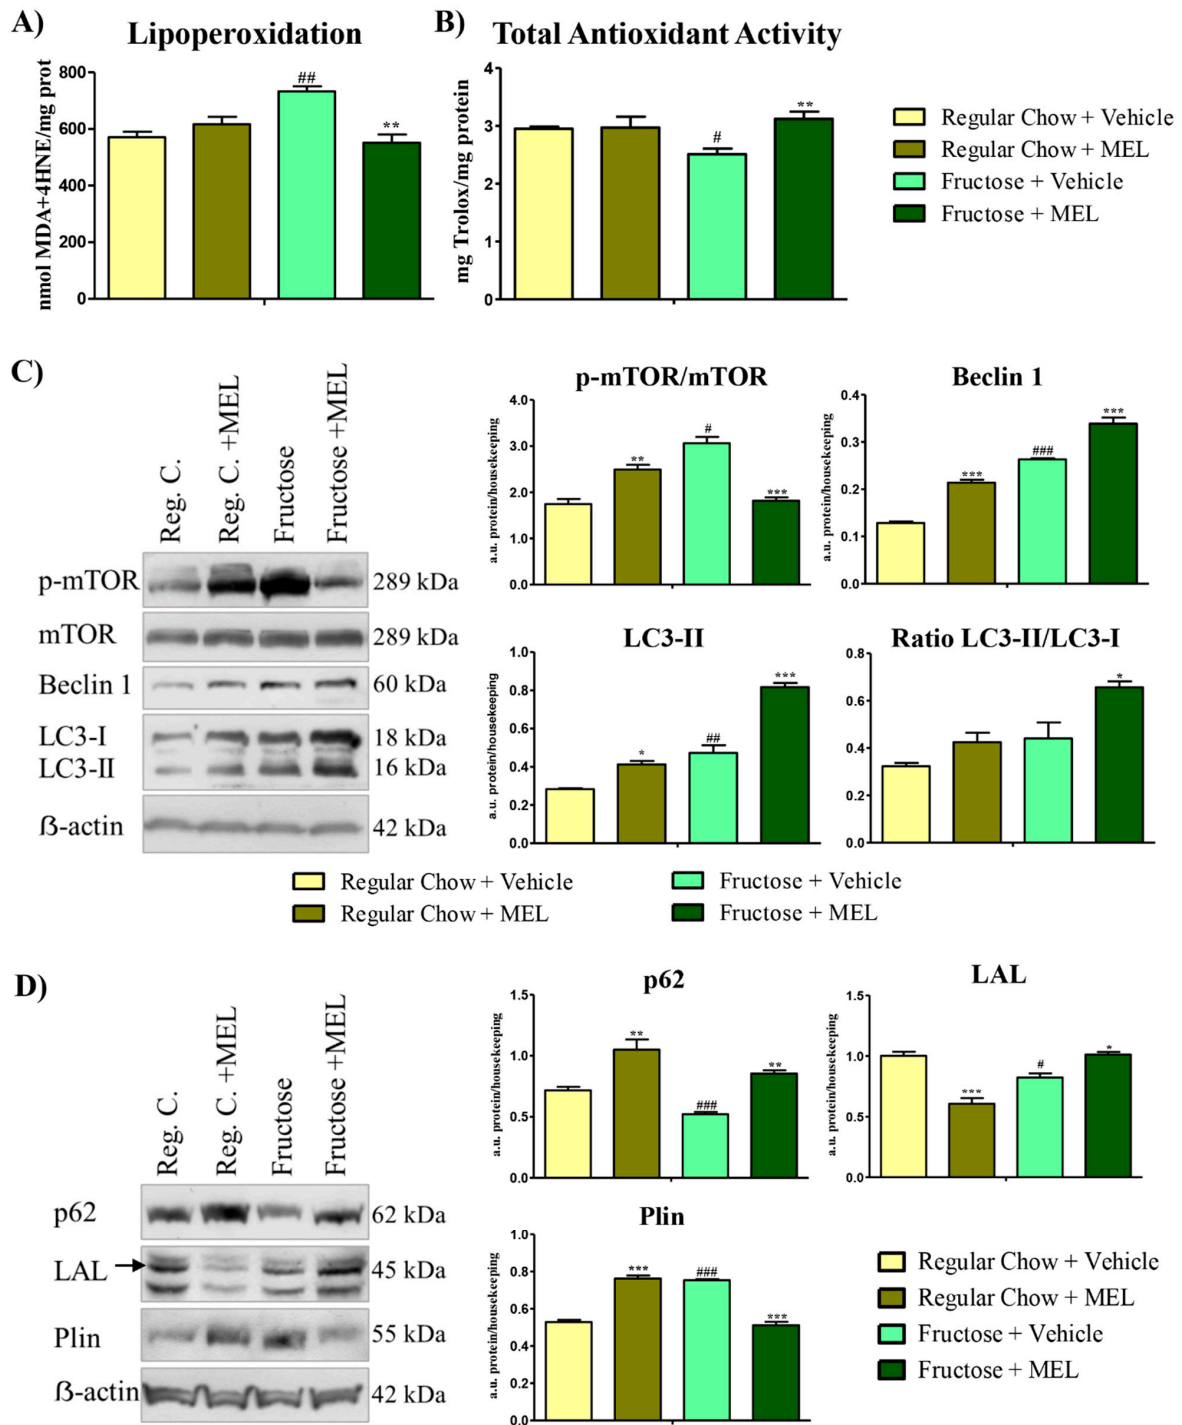 A)
Lipoperoxidation
nmol MDA+4HNE/mg prot
800
600
400
200
0
##
**
B)
Total Antioxidant Activity
mg Trolox/mg protein
4
3
2
1
0
#
**
Regular Chow + Vehicle
Regular Chow + MEL
Fructose + Vehicle
Fructose + MEL
C)
Reg. C.
Reg. C. +MEL
Fructose
Fructose +MEL
p-mTOR 289 kDa
mTOR 289 kDa
Beclin 1 60 kDa
LC3-I 18 kDa
LC3-II 16 kDa
ß-actin 42 kDa
p-mTOR/mTOR
a.u. protein/housekeeping
4.0
3.0
2.0
1.0
0.0
**
#
***
Beclin 1
a.u. protein/housekeeping
0.4
0.3
0.2
0.1
0.0
***
###
***
LC3-II
a.u. protein/housekeeping
1.0
0.8
0.6
0.4
0.2
0.0
*
##
***
Ratio LC3-II/LC3-I
0.8
0.6
0.4
0.2
0.0
*
Regular Chow + Vehicle
Regular Chow + MEL
Fructose + Vehicle
Fructose + MEL
D)
Reg. C.
Reg. C. +MEL
Fructose
Fructose +MEL
p62 62 kDa
LAL 45 kDa
Plin 55 kDa
ß-actin 42 kDa
p62
a.u. protein/housekeeping
1.5
1.0
0.5
0.0
**
###
**
LAL
a.u. protein/housekeeping
1.5
1.0
0.5
0.0
***
#
*
Plin
a.u. protein/housekeeping
1.0
0.8
0.6
0.4
0.2
0.0
***
###
***
Regular Chow + Vehicle
Regular Chow + MEL
Fructose + Vehicle
Fructose + MEL